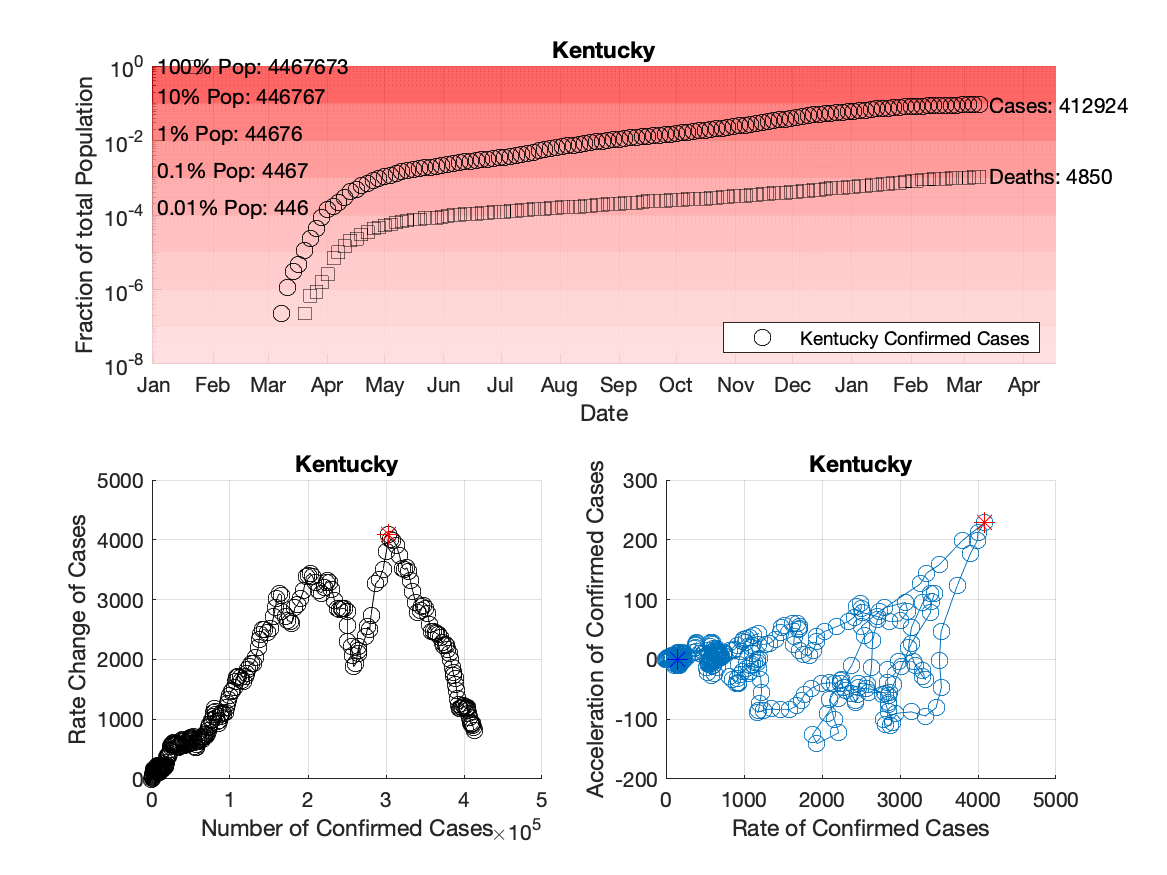 Kentucky
Fraction of total Population
10^0
10^-2
10^-4
10^-6
10^-8
100% Pop: 4467673
10% Pop: 446767
1% Pop: 44676
0.1% Pop: 4467
0.01% Pop: 446
Cases: 412924
Deaths: 4850
Kentucky Confirmed Cases
Jan Feb Mar Apr May Jun Jul Aug Sep Oct Nov Dec Jan Feb Mar Apr
Date
Kentucky
Rate Change of Cases
5000
4000
3000
2000
1000
0
0 1 2 3 4 5
Number of Confirmed Cases ×10^5
Kentucky
Acceleration of Confirmed Cases
300
200
100
0
-100
-200
0 1000 2000 3000 4000 5000
Rate of Confirmed Cases